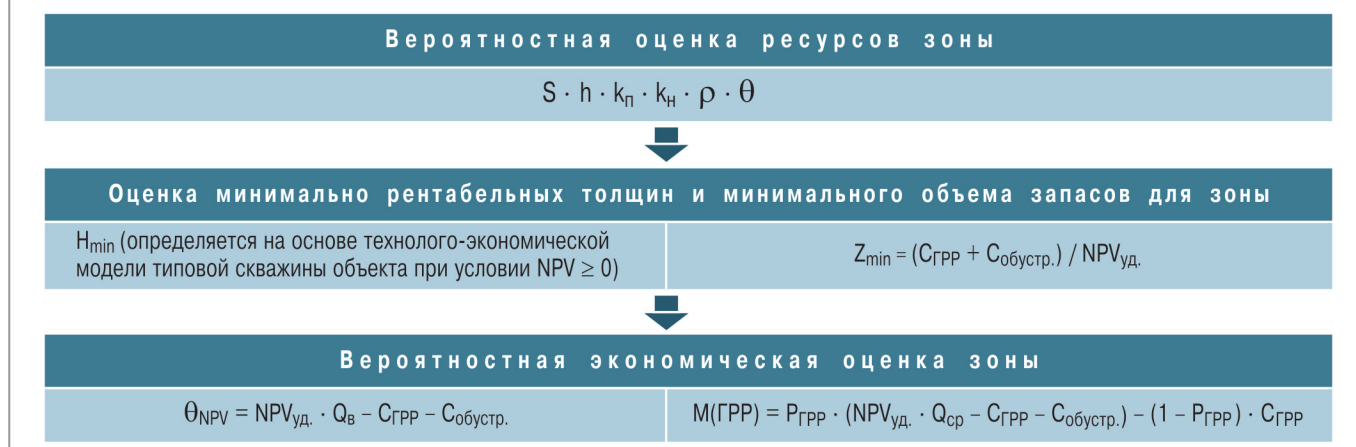 Вероятностная оценка ресурсов зоны
S · h · kп · kн · ρ · θ
Оценка минимально рентабельных толщин и минимального объема запасов для зоны
Hmin (определяется на основе технолого-экономической
модели типовой скважины объекта при условии NPV ≥ 0)
Zmin = (CГРР + Cобустр.) / NPVуд.
Вероятностная экономическая оценка зоны
θNPV = NPVуд. · Qв – CГРР – Cобустр.
M(ГРР) = PГРР · (NPVуд. · Qср – CГРР – Cобустр.) – (1 – PГРР) · CГРР